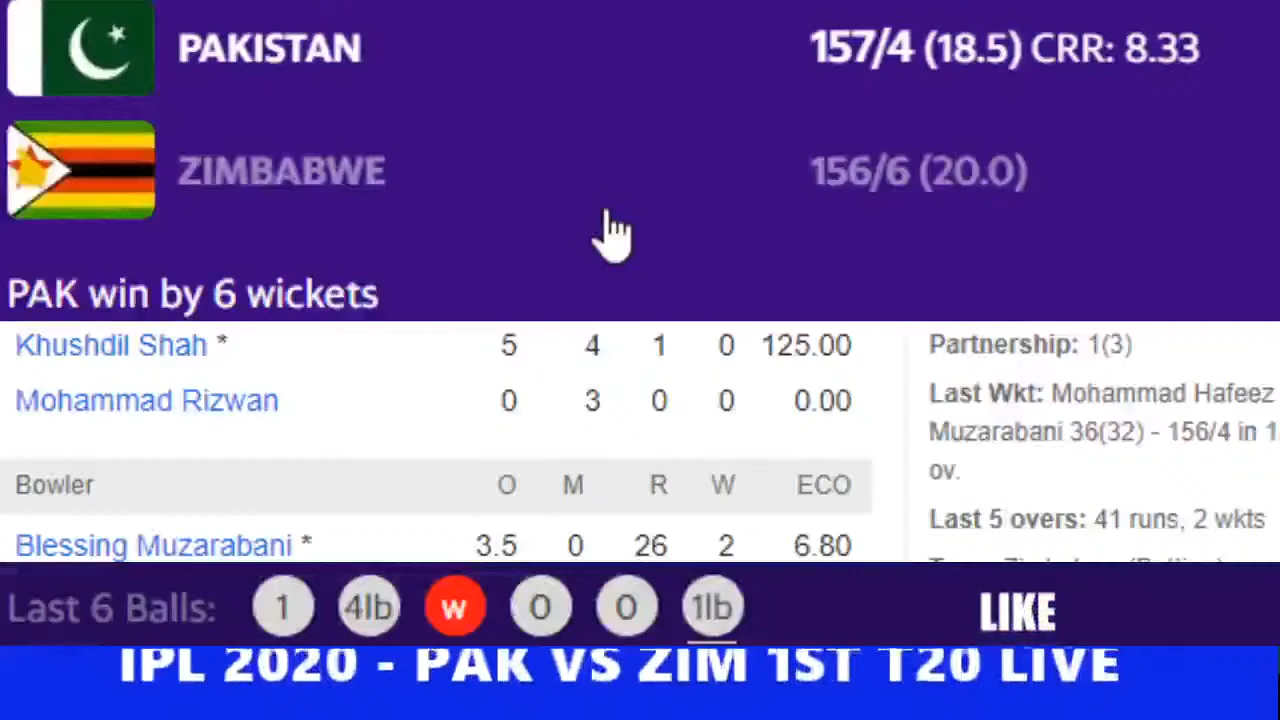 PAKISTAN 157/4 (18.5) CRR: 8.33
ZIMBABWE 156/6 (20.0)
PAK win by 6 wickets
Khushdil Shah * 5 4 1 0 125.00
Mohammad Rizwan 0 3 0 0 0.00
Bowler O M R W ECO
Blessing Muzarabani * 3.5 0 26 2 6.80
Partnership: 1(3)
Last Wkt: Mohammad Hafeez
Muzarabani 36(32) - 156/4 in 1
ov.
Last 5 overs: 41 runs, 2 wkts
Last 6 Balls: 1 4lb w 0 0 1lb
LIKE
IPL 2020 - PAK VS ZIM 1ST T20 LIVE